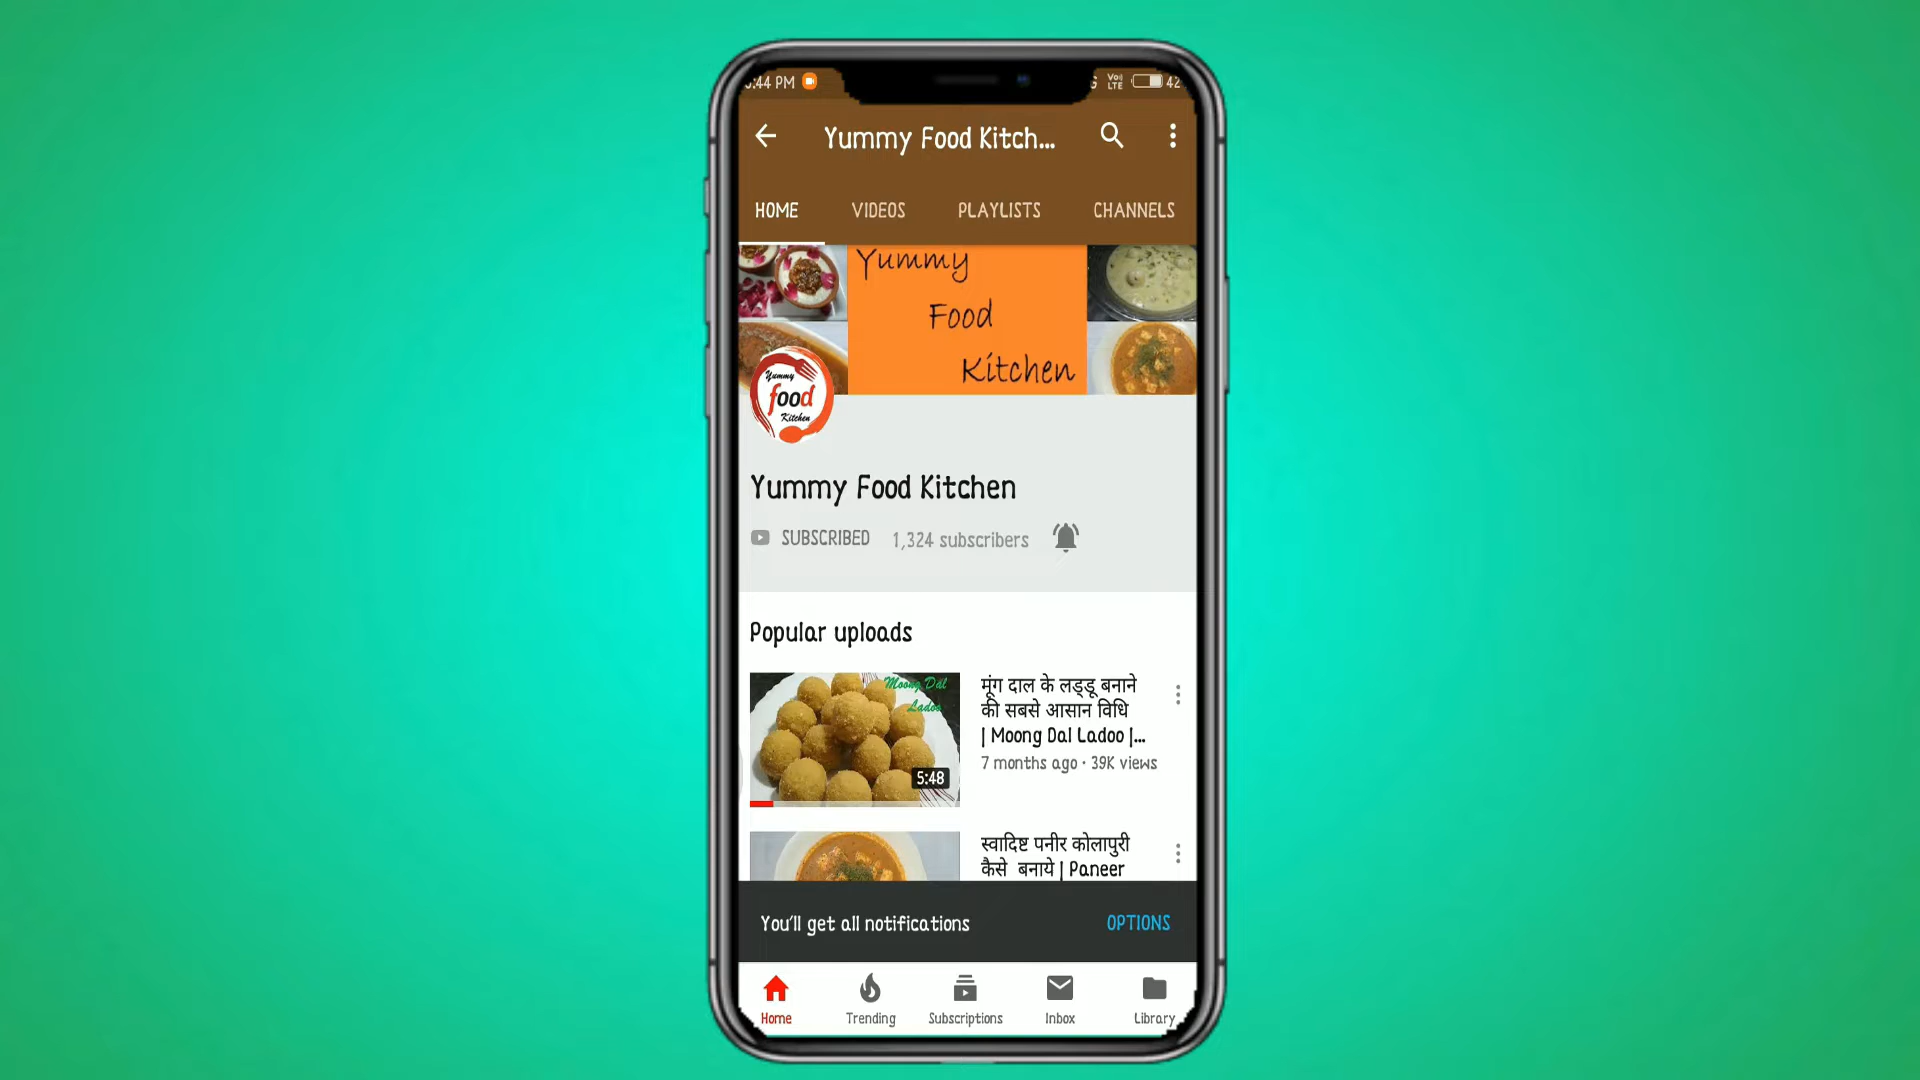 :44 PM
Vo) LTE 42
Yummy Food Kitch...
HOME VIDEOS PLAYLISTS CHANNELS
Yummy
Food
Kitchen
Yummy
food
Kitchen
Yummy Food Kitchen
SUBSCRIBED 1,324 subscribers
Popular uploads
Moong Dal
Ladoo
5:48
मूंग दाल के लड्डू बनाने
की सबसे आसान विधि
| Moong Dal Ladoo |...
7 months ago · 39K views
स्वादिष्ट पनीर कोलापुरी
कैसे बनाये | Paneer
You'll get all notifications OPTIONS
Home Trending Subscriptions Inbox Library